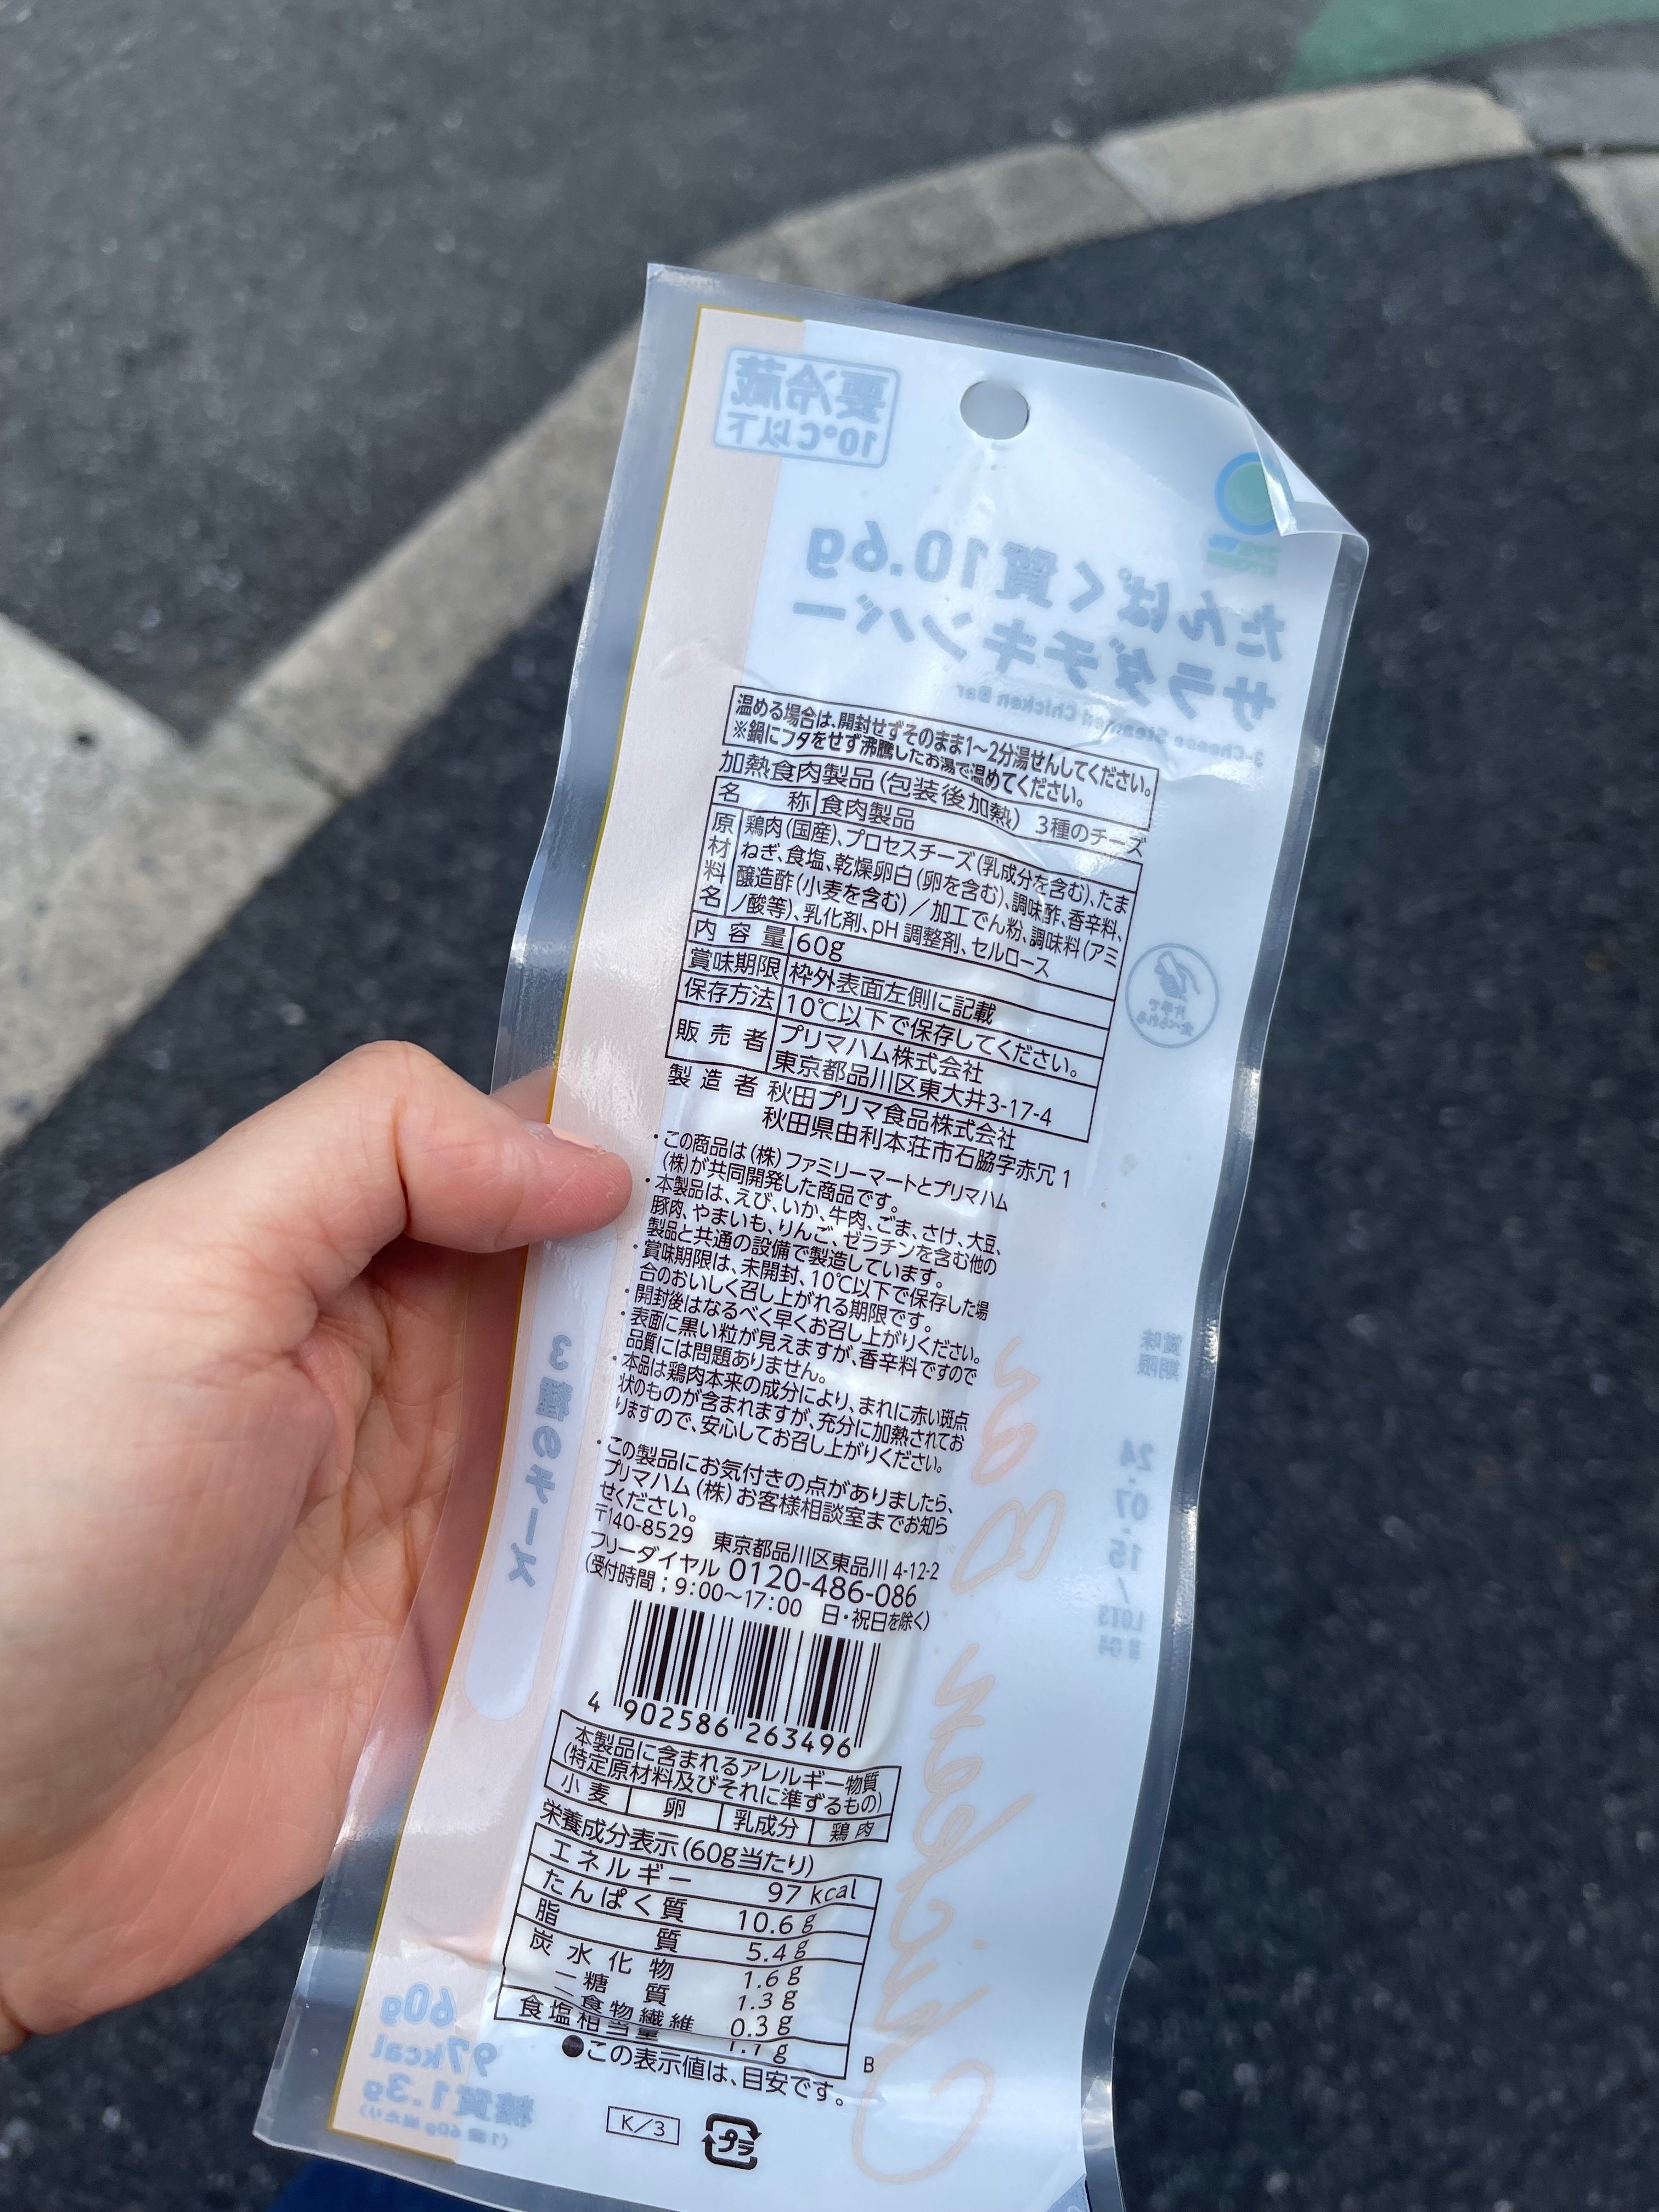 要冷蔵
10℃以下
たんぱく質10.6g
サラダチキンバー
3 Cheese Steamed Chicken Bar
温める場合は、開封せずそのまま1～2分湯せんしてください。
※鍋にフタをせず沸騰したお湯で温めてください。
加熱食肉製品(包装後加熱) 3種のチーズ
名称 食肉製品
原材料名 鶏肉(国産)、プロセスチーズ(乳成分を含む)、たま
ねぎ、食塩、乾燥卵白(卵を含む)、調味酢、香辛料、
醸造酢(小麦を含む)／加工でん粉、調味料(アミ
ノ酸等)、乳化剤、pH調整剤、セルロース
内容量 60g
賞味期限 枠外表面左側に記載
保存方法 10℃以下で保存してください。
販売者 プリマハム株式会社
東京都品川区東大井3-17-4
製造者 秋田プリマ食品株式会社
秋田県由利本荘市石脇字赤冗1
・この商品は(株)ファミリーマートとプリマハム
(株)が共同開発した商品です。
・本製品は、えび、いか、牛肉、ごま、さけ、大豆、
豚肉、やまいも、りんご、ゼラチンを含む他の
製品と共通の設備で製造しています。
・賞味期限は、未開封、10℃以下で保存した場
合のおいしく召し上がれる期限です。
・開封後はなるべく早くお召し上がりください。
・表面に黒い粒が見えますが、香辛料ですので
品質には問題ありません。
・本品は鶏肉本来の成分により、まれに赤い斑点
状のものが含まれますが、充分に加熱されてお
りますので、安心してお召し上がりください。
・この製品にお気付きの点がありましたら、
プリマハム(株)お客様相談室までお知ら
せください。
〒140-8529 東京都品川区東品川4-12-2
フリーダイヤル 0120-486-086
(受付時間；9:00～17:00 日・祝日を除く)
4 902586 263496
本製品に含まれるアレルギー物質
(特定原材料及びそれに準ずるもの)
小麦 卵 乳成分 鶏肉
栄養成分表示(60g当たり)
エネルギー 97kcal
たんぱく質 10.6g
脂質 5.4g
炭水化物 1.6g
糖質 1.3g
食物繊維 0.3g
食塩相当量 1.1g
●この表示値は、目安です。
B
K/3
プラ
片手で
食べられる
賞味
期限
24.07.15/
LOT3
#04
3種のチーズ
60g
97kcal
糖質1.3g
(1袋60g当たり)